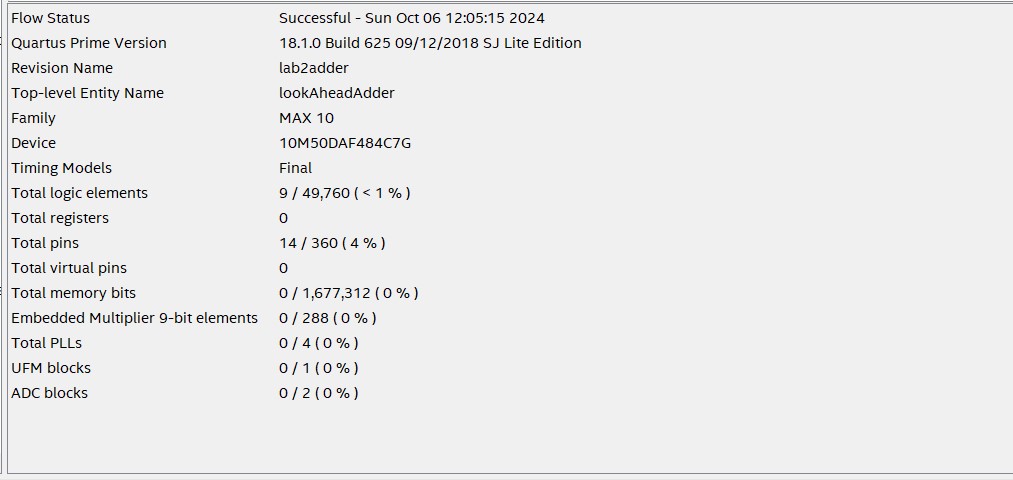 Flow Status Successful - Sun Oct 06 12:05:15 2024
Quartus Prime Version 18.1.0 Build 625 09/12/2018 SJ Lite Edition
Revision Name lab2adder
Top-level Entity Name lookAheadAdder
Family MAX 10
Device 10M50DAF484C7G
Timing Models Final
Total logic elements 9 / 49,760 ( < 1 % )
Total registers 0
Total pins 14 / 360 ( 4 % )
Total virtual pins 0
Total memory bits 0 / 1,677,312 ( 0 % )
Embedded Multiplier 9-bit elements 0 / 288 ( 0 % )
Total PLLs 0 / 4 ( 0 % )
UFM blocks 0 / 1 ( 0 % )
ADC blocks 0 / 2 ( 0 % )